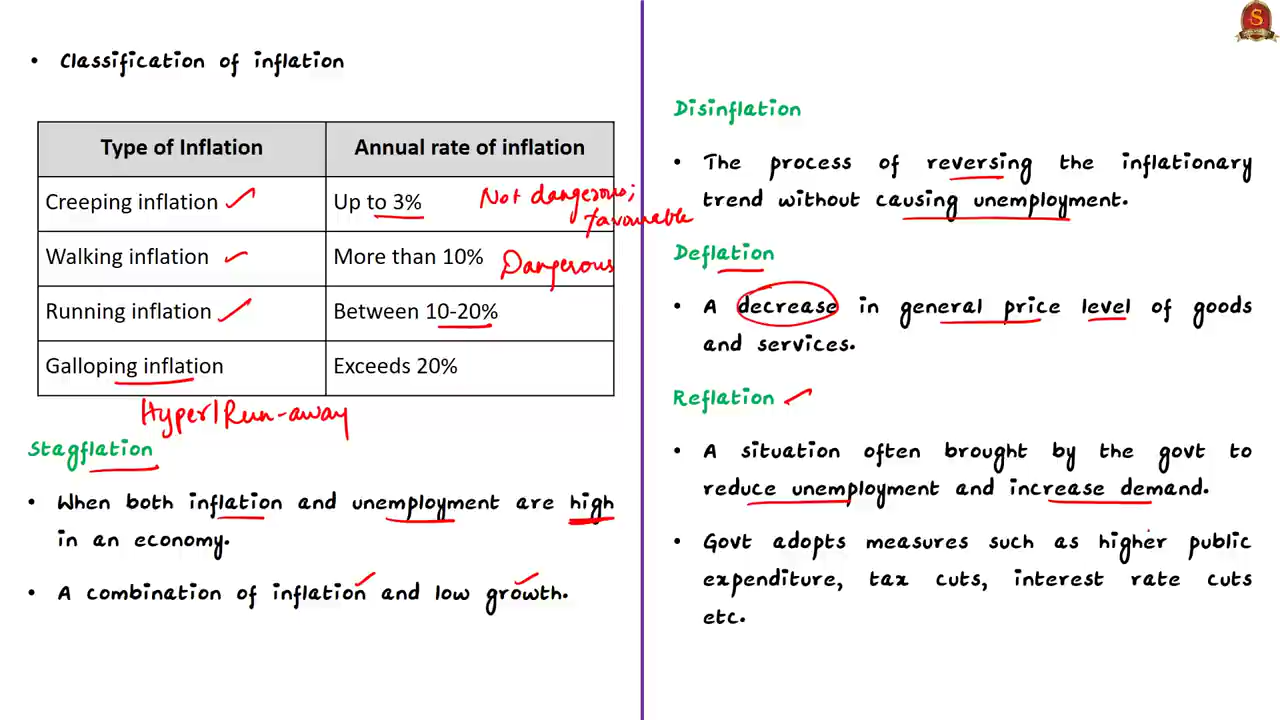 • Classification of inflation
Type of Inflation Annual rate of inflation
Creeping inflation Up to 3% Not dangerous; favourable
Walking inflation More than 10% Dangerous
Running inflation Between 10-20%
Galloping inflation Exceeds 20%
Hyper/Run-away
Stagflation
• When both inflation and unemployment are high
in an economy.
• A combination of inflation and low growth.
S
Disinflation
• The process of reversing the inflationary
trend without causing unemployment.
Deflation
• A decrease in general price level of goods
and services.
Reflation
• A situation often brought by the govt to
reduce unemployment and increase demand.
• Govt adopts measures such as higher public
expenditure, tax cuts, interest rate cuts
etc.